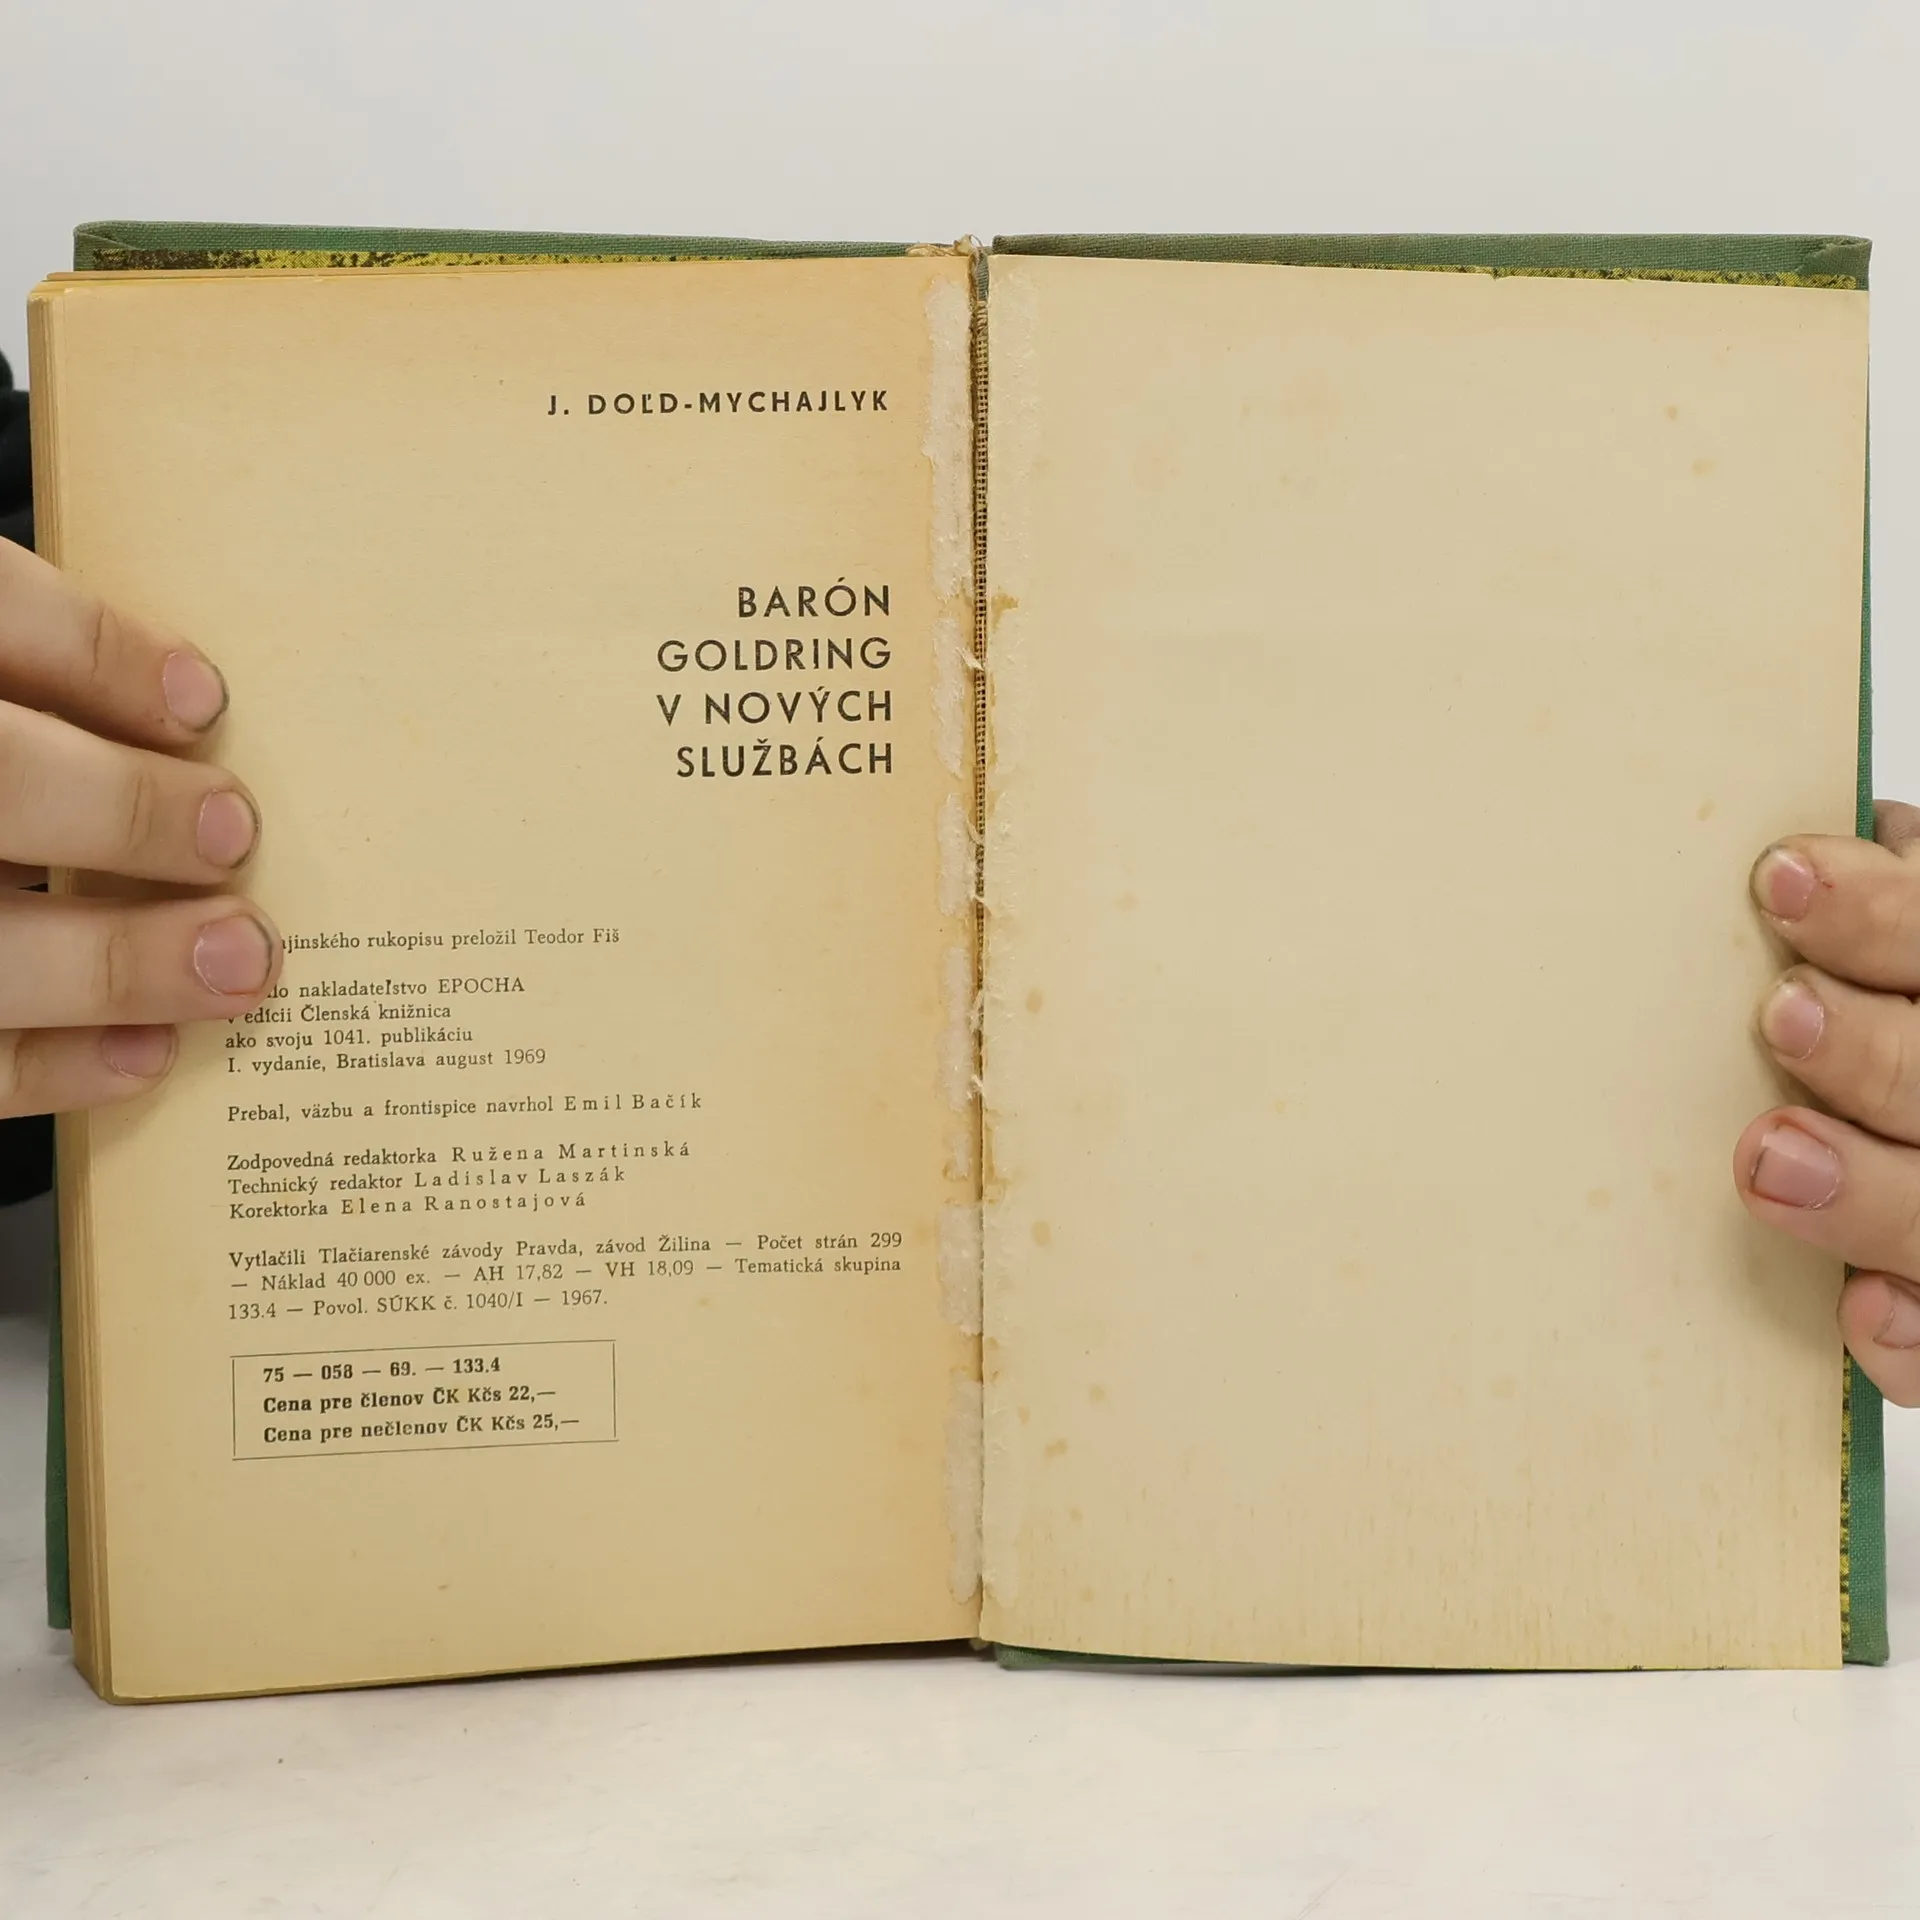 J. DOĽD-MYCHAJLYK
BARÓN
GOLDRING
V NOVÝCH
SLUŽBÁCH
rukopisu preložil Teodor Fiš
nakladateľstvo EPOCHA
v edícii Členská knižnica
ako svoju 1041. publikáciu
I. vydanie, Bratislava august 1969
Prebal, väzbu a frontispice navrhol Emil Bačík
Zodpovedná redaktorka Ružena Martinská
Technický redaktor Ladislav Laszák
Korektorka Elena Ranostajová
Vytlačili Tlačiarenské závody Pravda, závod Žilina — Počet strán 299
— Náklad 40 000 ex. — AH 17,82 — VH 18,09 — Tematická skupina
133.4 — Povol. SÚKK č. 1040/I — 1967.
75 — 058 — 69. — 133.4
Cena pre členov ČK Kčs 22,—
Cena pre nečlenov ČK Kčs 25,—